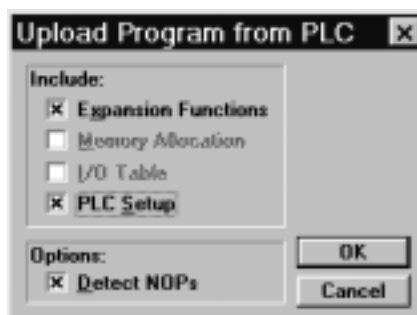 Upload Program from PLC
Include:
Expansion Functions
Memory Allocation
I/O Table
PLC Setup
Options:
Detect NOPs
OK
Cancel